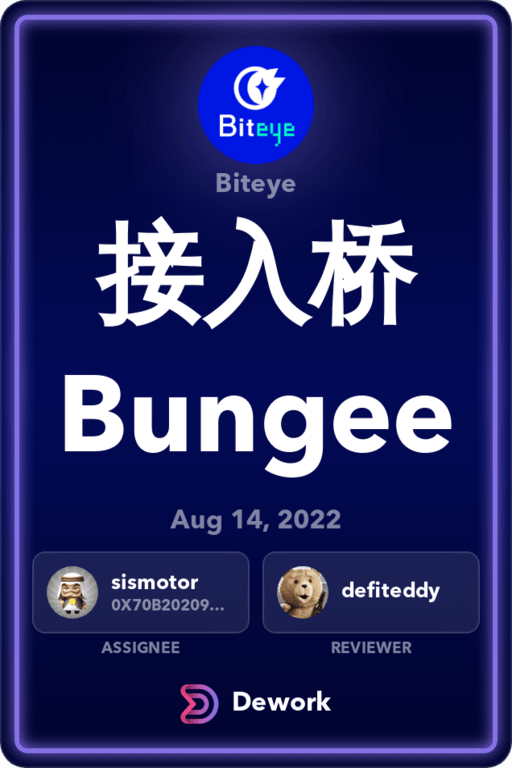 Biteye
Biteye
接入桥
Bungee
Aug 14, 2022
sismotor
0X70B20209...
ASSIGNEE
defiteddy
REVIEWER
Dework